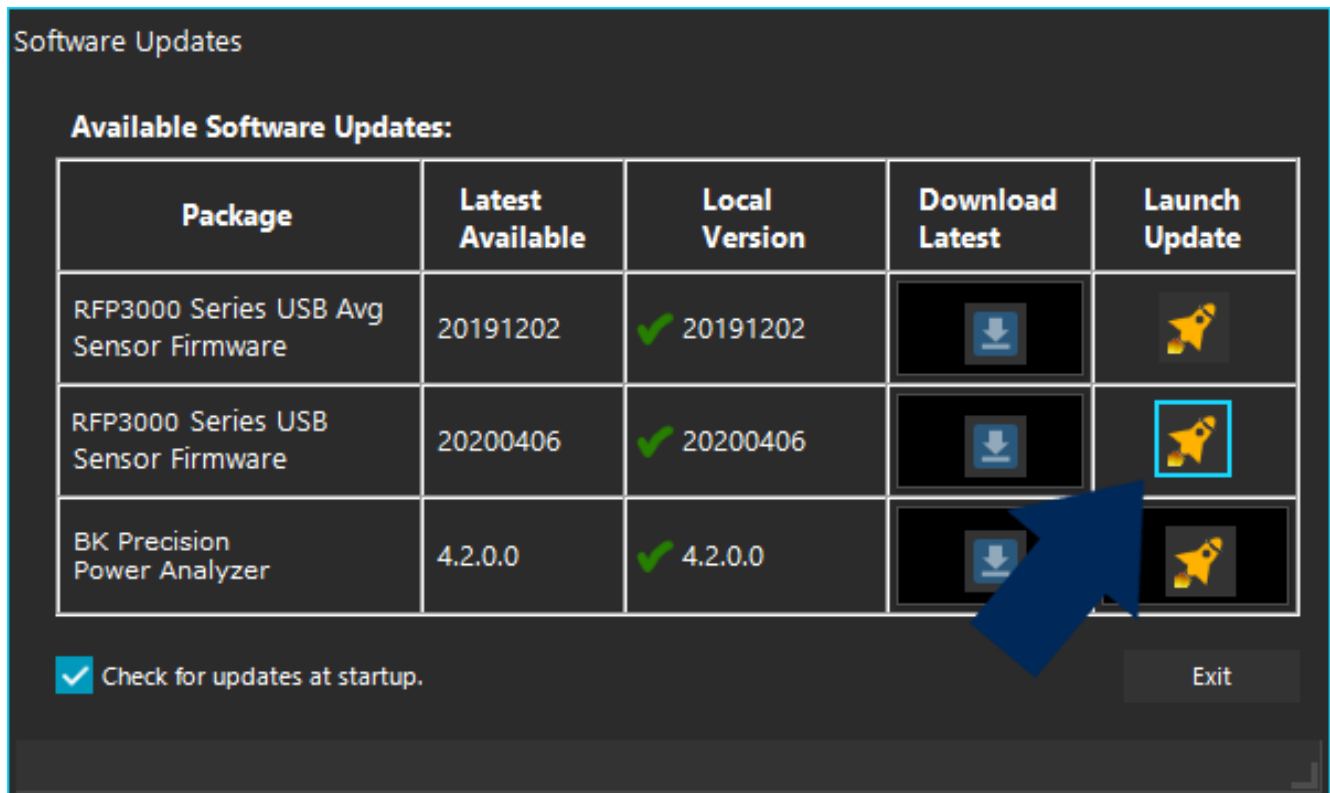 Software Updates
Available Software Updates:
Package
Latest
Available
Local
Version
Download
Latest
Launch
Update
RFP3000 Series USB Avg
Sensor Firmware
20191202
20191202
RFP3000 Series USB
Sensor Firmware
20200406
20200406
BK Precision
Power Analyzer
4.2.0.0
4.2.0.0
Check for updates at startup.
Exit